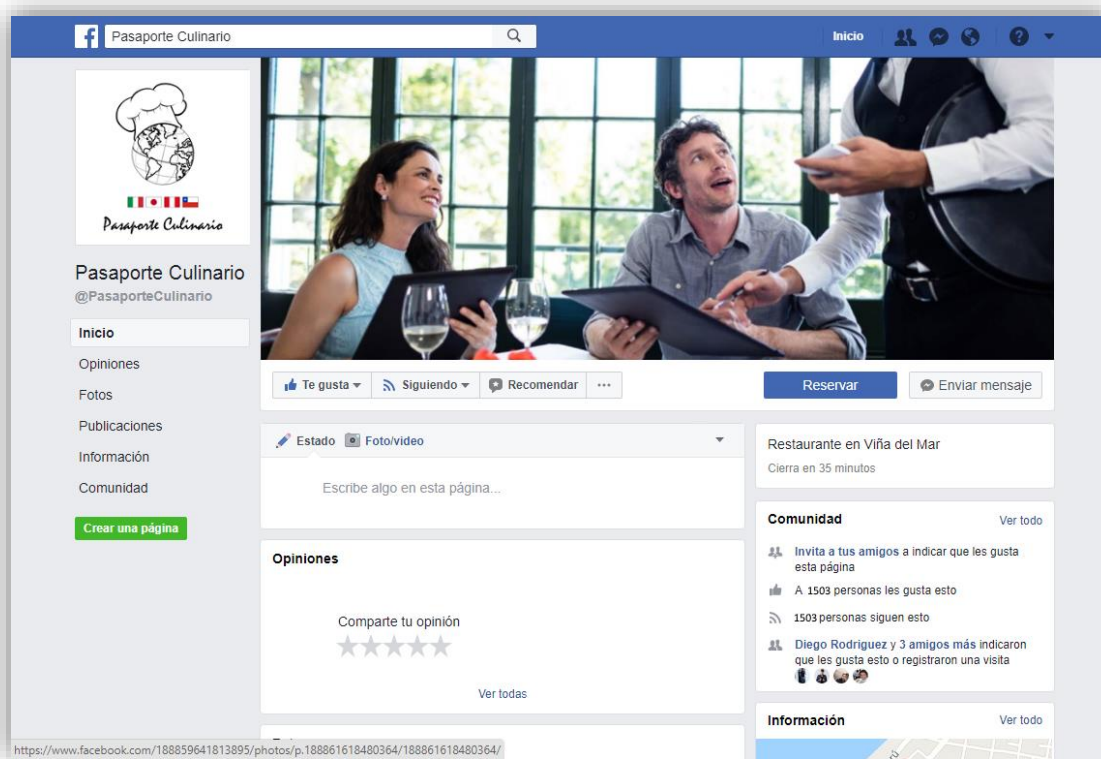 Pasaporte Culinario
Inicio
Pasaporte Culinario
Pasaporte Culinario
@PasaporteCulinario
Inicio
Opiniones
Fotos
Publicaciones
Información
Comunidad
Crear una página
Te gusta
Siguiendo
Recomendar
Reservar
Enviar mensaje
Estado Foto/video
Escribe algo en esta página...
Opiniones
Comparte tu opinión
Ver todas
Restaurante en Viña del Mar
Cierra en 35 minutos
Comunidad Ver todo
Invita a tus amigos a indicar que les gusta
esta página
A 1503 personas les gusta esto
1503 personas siguen esto
Diego Rodriguez y 3 amigos más indicaron
que les gusta esto o registraron una visita
Información Ver todo
https://www.facebook.com/188859641813895/photos/p.188861618480364/188861618480364/